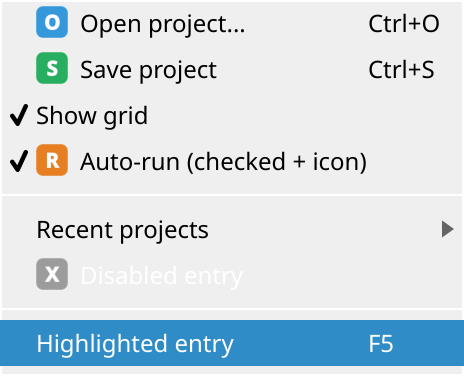 O Open project... Ctrl+O
S Save project Ctrl+S
Show grid
R Auto-run (checked + icon)
Recent projects
X Disabled entry
Highlighted entry F5